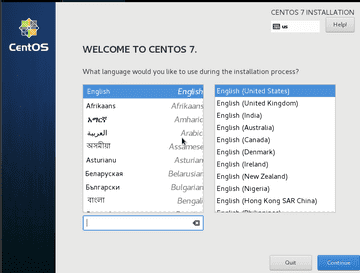 CENTOS 7 INSTALLATION
us
Help!
CentOS
WELCOME TO CENTOS 7.
What language would you like to use during the installation process?
English English
Afrikaans Afrikaans
አማርኛ Amharic
العربية Arabic
অসমীয়া Assamese
Asturianu Asturian
Беларуская Belarusian
Български Bulgarian
বাংলা Bengali
English (United States)
English (United Kingdom)
English (India)
English (Australia)
English (Canada)
English (Denmark)
English (Ireland)
English (New Zealand)
English (Nigeria)
English (Hong Kong SAR China)
Quit
Continue